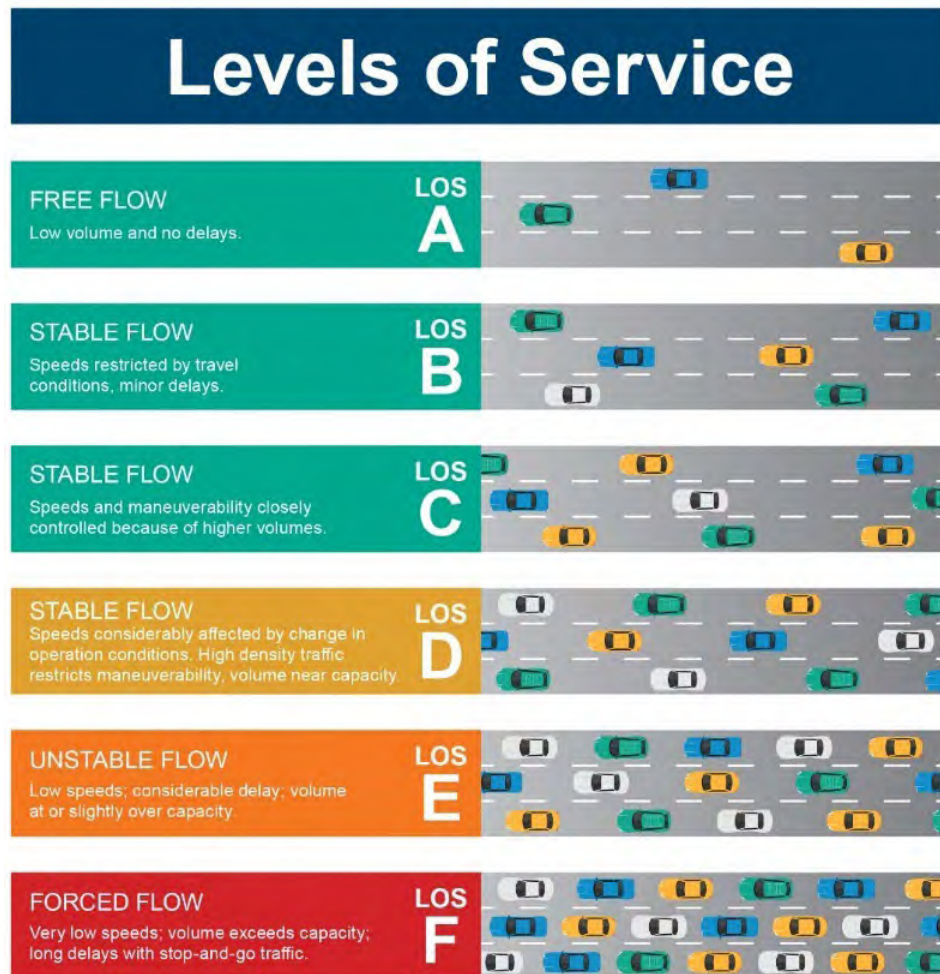 Levels of Service
FREE FLOW
Low volume and no delays.
LOS
A
STABLE FLOW
Speeds restricted by travel
conditions, minor delays.
LOS
B
STABLE FLOW
Speeds and maneuverability closely
controlled because of higher volumes.
LOS
C
STABLE FLOW
Speeds considerably affected by change in
operation conditions. High density traffic
restricts maneuverability, volume near capacity.
LOS
D
UNSTABLE FLOW
Low speeds; considerable delay; volume
at or slightly over capacity.
LOS
E
FORCED FLOW
Very low speeds; volume exceeds capacity;
long delays with stop-and-go traffic.
LOS
F